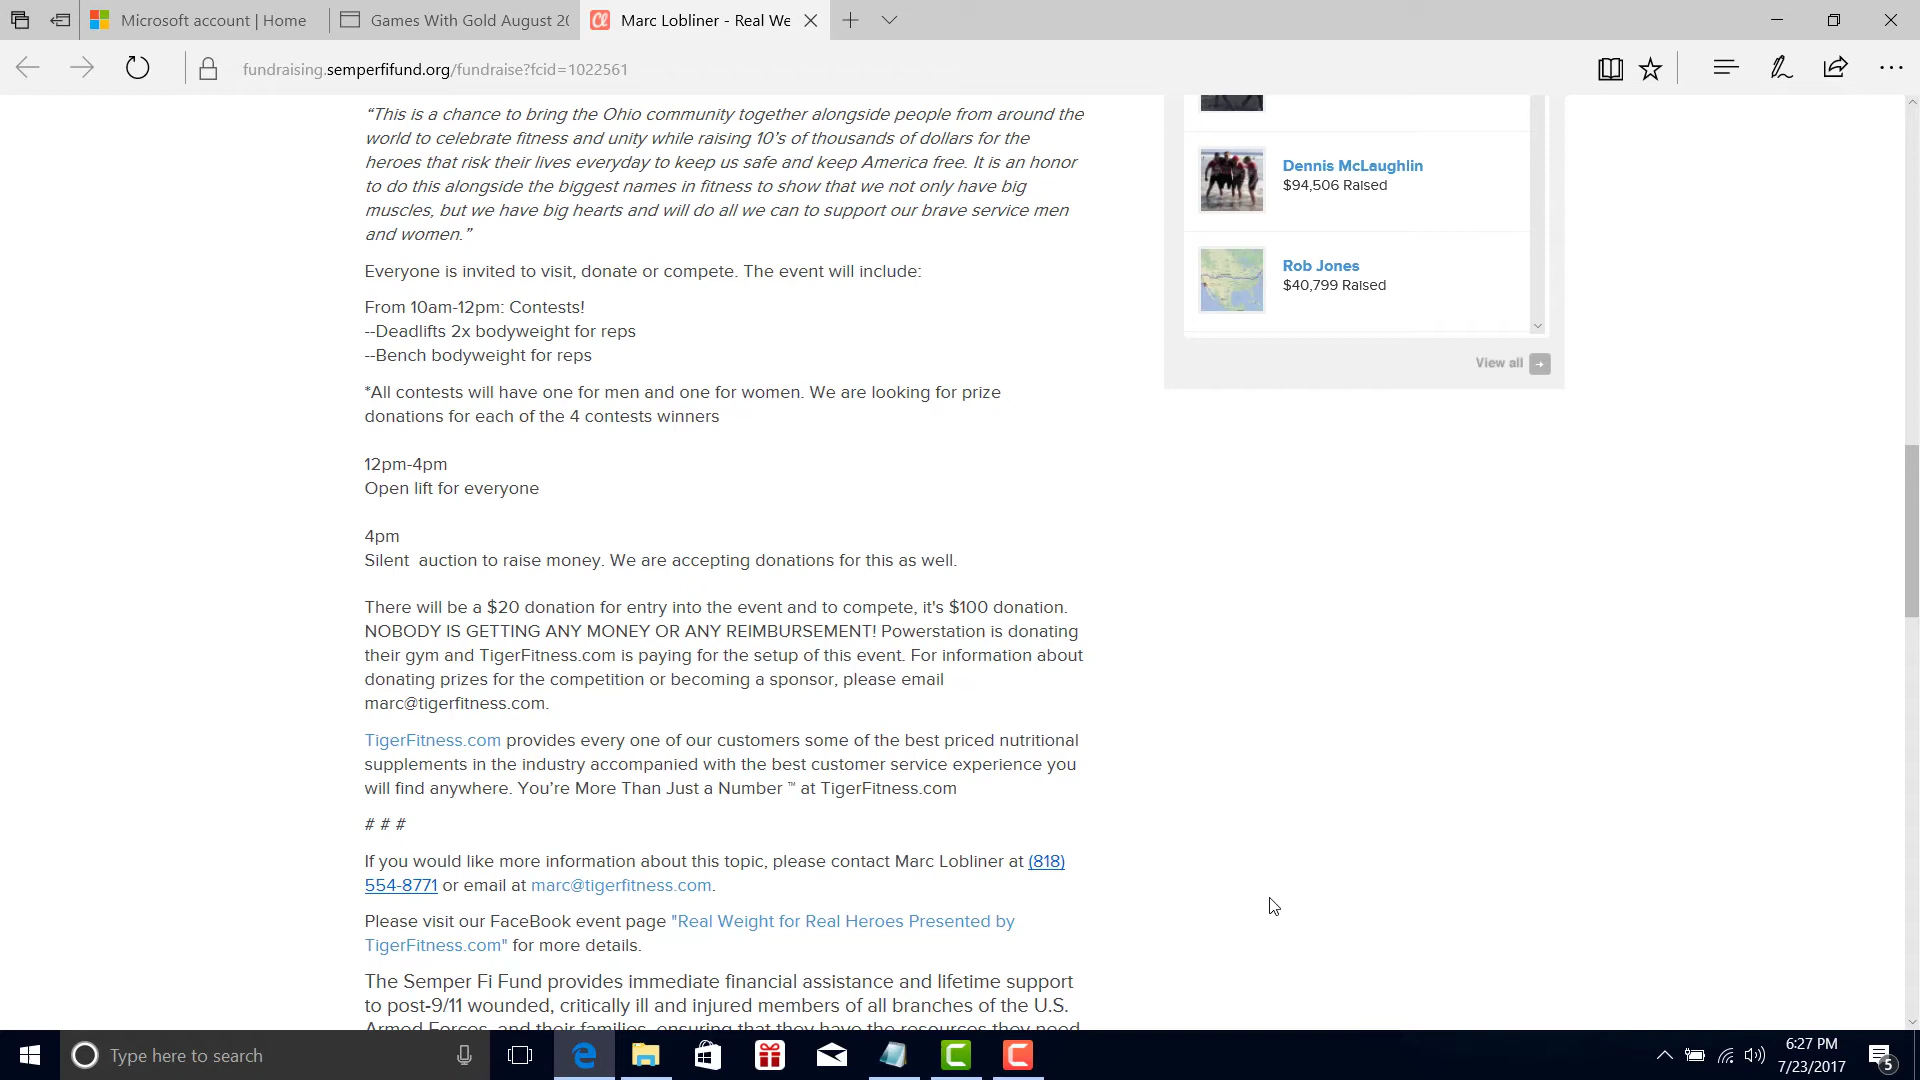 Microsoft account | Home
Games With Gold August 20
Marc Lobliner - Real We
fundraising.semperfifund.org/fundraise?fcid=1022561
“This is a chance to bring the Ohio community together alongside people from around the
world to celebrate fitness and unity while raising 10’s of thousands of dollars for the
heroes that risk their lives everyday to keep us safe and keep America free. It is an honor
to do this alongside the biggest names in fitness to show that we not only have big
muscles, but we have big hearts and will do all we can to support our brave service men
and women.”
Everyone is invited to visit, donate or compete. The event will include:
From 10am-12pm: Contests!
--Deadlifts 2x bodyweight for reps
--Bench bodyweight for reps
*All contests will have one for men and one for women. We are looking for prize
donations for each of the 4 contests winners
12pm-4pm
Open lift for everyone
4pm
Silent  auction to raise money. We are accepting donations for this as well.
There will be a $20 donation for entry into the event and to compete, it's $100 donation.
NOBODY IS GETTING ANY MONEY OR ANY REIMBURSEMENT! Powerstation is donating
their gym and TigerFitness.com is paying for the setup of this event. For information about
donating prizes for the competition or becoming a sponsor, please email
marc@tigerfitness.com.
TigerFitness.com provides every one of our customers some of the best priced nutritional
supplements in the industry accompanied with the best customer service experience you
will find anywhere. You’re More Than Just a Number ™ at TigerFitness.com
# # #
If you would like more information about this topic, please contact Marc Lobliner at (818)
554-8771 or email at marc@tigerfitness.com.
Please visit our FaceBook event page "Real Weight for Real Heroes Presented by
TigerFitness.com" for more details.
The Semper Fi Fund provides immediate financial assistance and lifetime support
to post-9/11 wounded, critically ill and injured members of all branches of the U.S.
Armed Forces, and their families, ensuring that they have the resources they need
Dennis McLaughlin
$94,506 Raised
Rob Jones
$40,799 Raised
View all
Type here to search
6:27 PM
7/23/2017
5